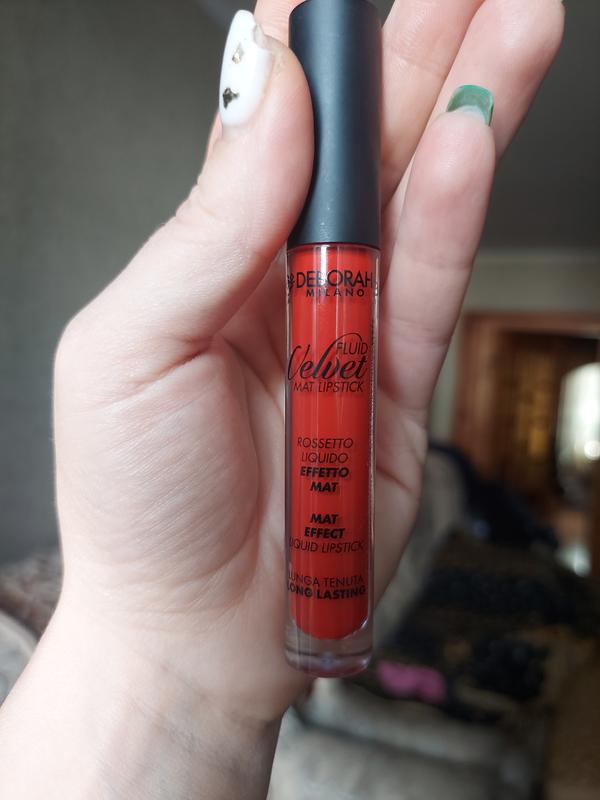 DEBORAH
MILANO
FLUID
Velvet
MAT LIPSTICK
ROSSETTO
LIQUIDO
EFFETTO
MAT
MAT
EFFECT
LIQUID LIPSTICK
LUNGA TENUTA
LONG LASTING